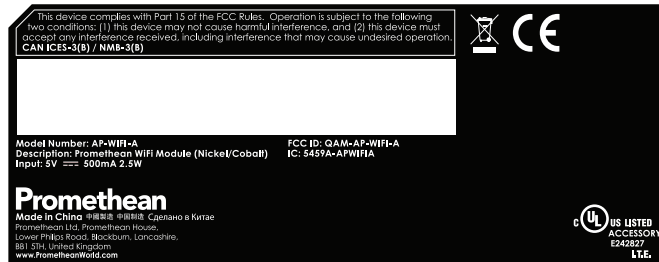 This device complies with Part 15 of the FCC Rules. Operation is subject to the following
two conditions: (1) this device may not cause harmful interference, and (2) this device must
accept any interference received, including interference that may cause undesired operation.
CAN ICES-3(B) / NMB-3(B)
CE
Model Number: AP-WIFI-A
Description: Promethean WiFi Module (Nickel/Cobalt)
Input: 5V ⎓ 500mA 2.5W
FCC ID: QAM-AP-WIFI-A
IC: 5459A-APWIFIA
Promethean
Made in China 中國製造 中国制造 Сделано в Китае
Promethean Ltd, Promethean House,
Lower Philips Road, Blackburn, Lancashire,
BB1 5TH, United Kingdom
www.PrometheanWorld.com
C UL US LISTED
ACCESSORY
E242827
I.T.E.